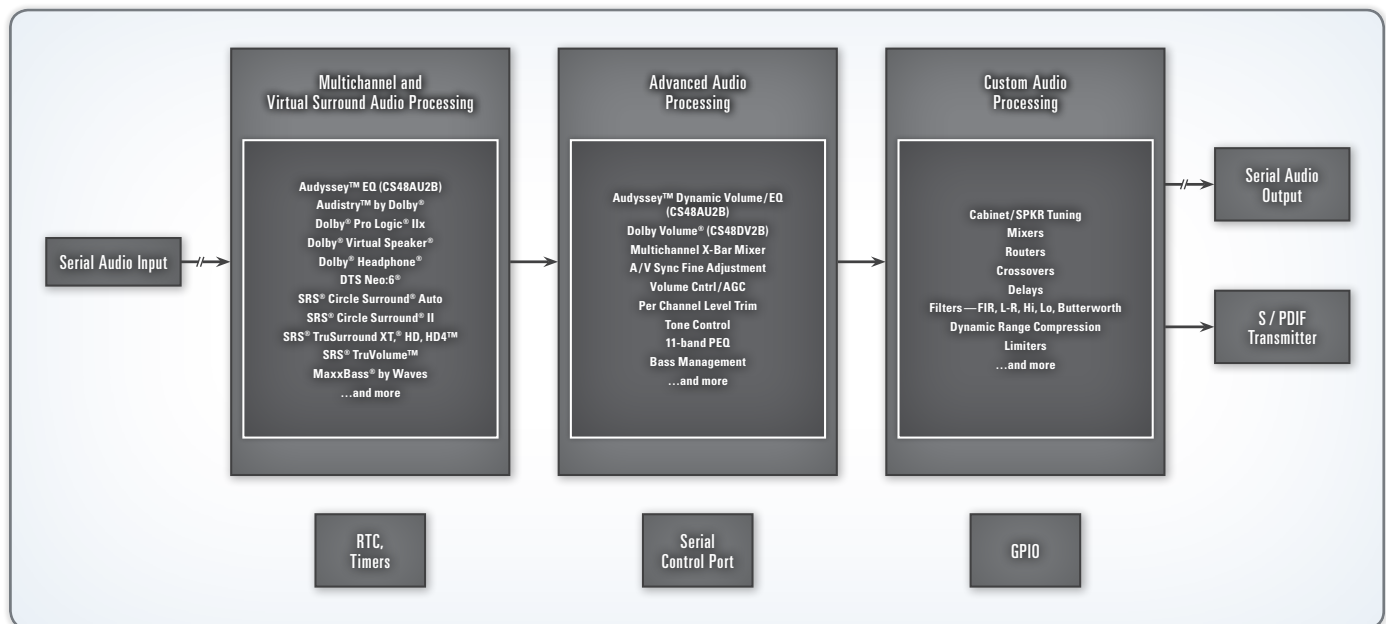 Multichannel and
Virtual Surround Audio Processing
Audyssey™ EQ (CS48AU2B)
Audistry™ by Dolby®
Dolby® Pro Logic® IIx
Dolby® Virtual Speaker®
Dolby® Headphone®
DTS Neo:6®
SRS® Circle Surround® Auto
SRS® Circle Surround® II
SRS® TruSurround XT,® HD, HD4™
SRS® TruVolume™
MaxxBass® by Waves
...and more
Advanced Audio
Processing
Audyssey™ Dynamic Volume/EQ
(CS48AU2B)
Dolby Volume® (CS48DV2B)
Multichannel X-Bar Mixer
A/V Sync Fine Adjustment
Volume Cntrl/AGC
Per Channel Level Trim
Tone Control
11-band PEQ
Bass Management
...and more
Custom Audio
Processing
Cabinet/SPKR Tuning
Mixers
Routers
Crossovers
Delays
Filters—FIR, L-R, Hi, Lo, Butterworth
Dynamic Range Compression
Limiters
...and more
Serial Audio Input
Serial Audio
Output
S / PDIF
Transmitter
RTC,
Timers
Serial
Control Port
GPIO